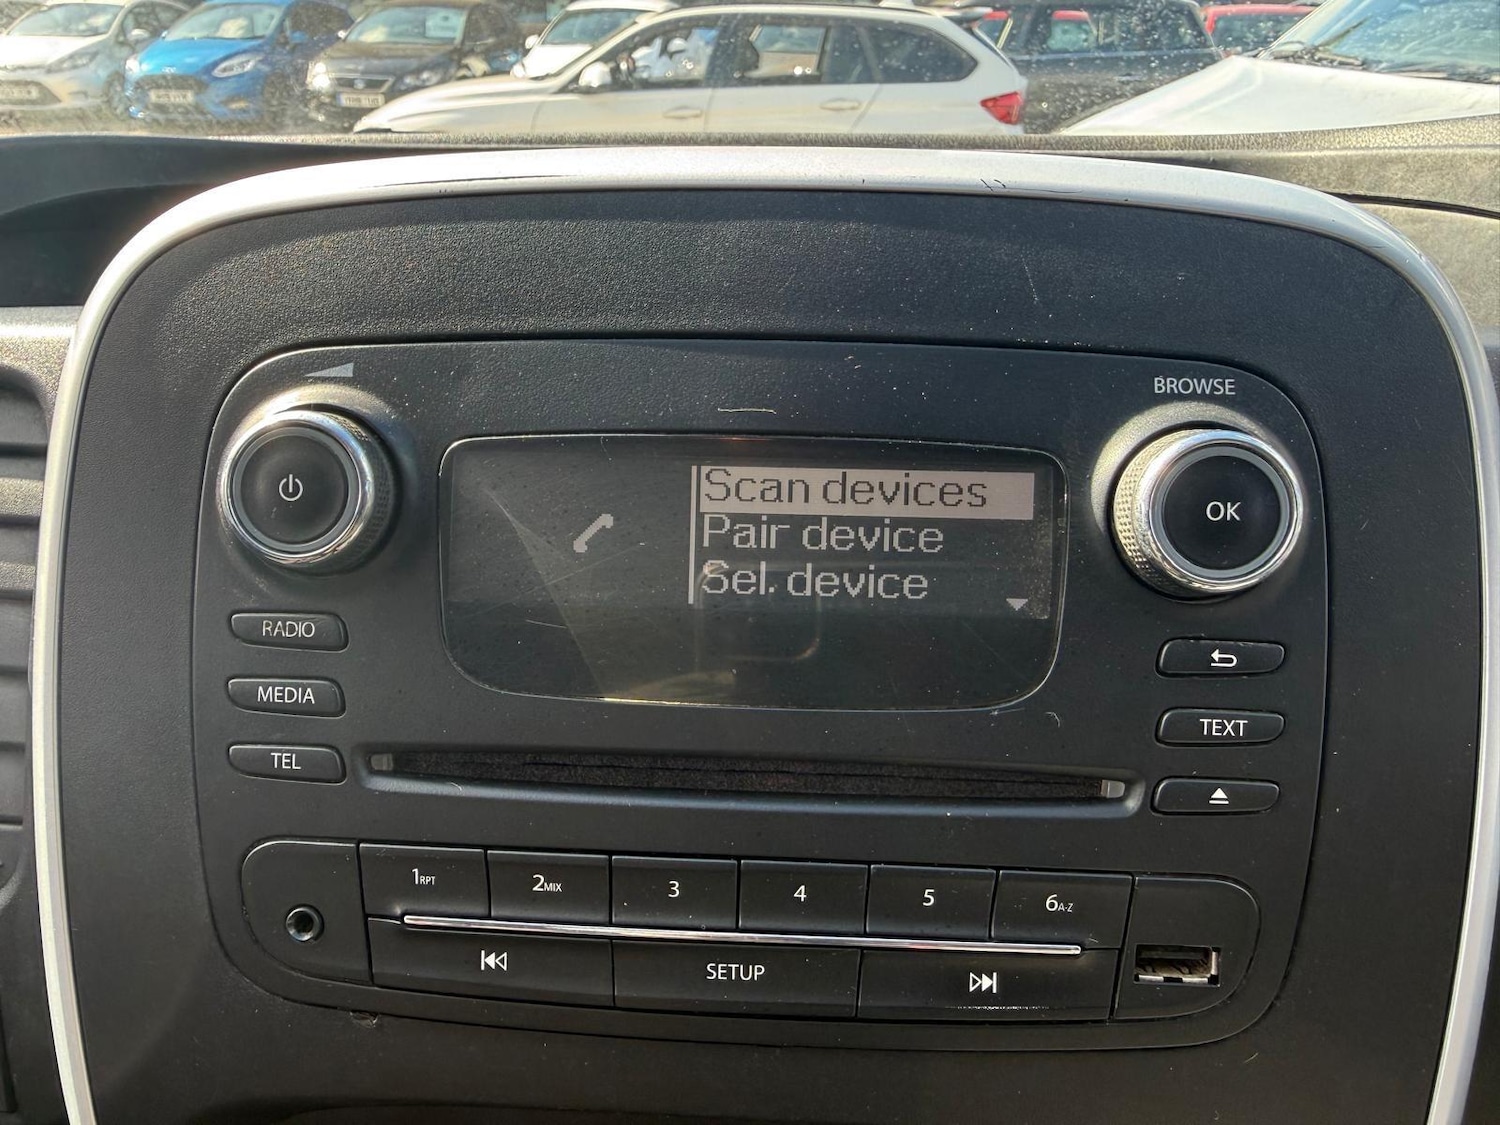 BROWSE
Scan devices
Pair device
Sel. device
OK
RADIO
MEDIA
TEXT
TEL
1RPT
2MIX
3
4
5
6A-Z
SETUP